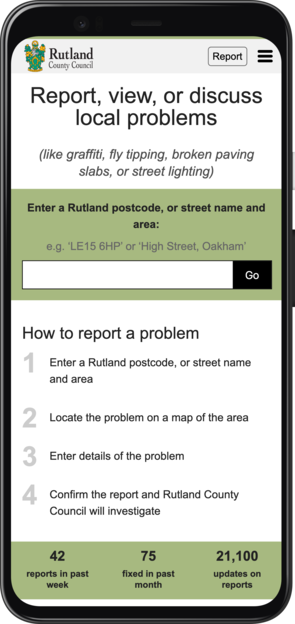 Rutland
County Council
Report
Report, view, or discuss
local problems
(like graffiti, fly tipping, broken paving
slabs, or street lighting)
Enter a Rutland postcode, or street name and
area:
e.g. ‘LE15 6HP’ or ‘High Street, Oakham’
Go
How to report a problem
1 Enter a Rutland postcode, or street name
and area
2 Locate the problem on a map of the area
3 Enter details of the problem
4 Confirm the report and Rutland County
Council will investigate
42 75 21,100
reports in past fixed in past updates on
week month reports